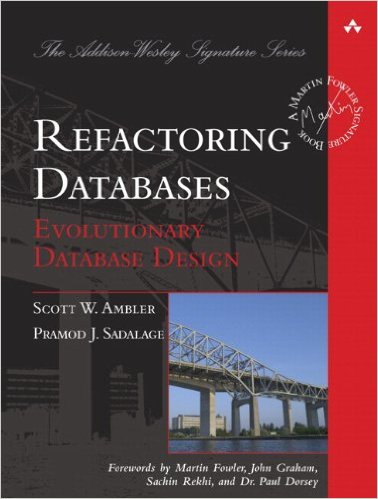 The Addison-Wesley Signature Series
A MARTIN FOWLER SIGNATURE BOOK
Martin
REFACTORING
DATABASES
EVOLUTIONARY
DATABASE DESIGN
SCOTT W. AMBLER
PRAMOD J. SADALAGE
Forewords by Martin Fowler, John Graham,
Sachin Rekhi, and Dr. Paul Dorsey